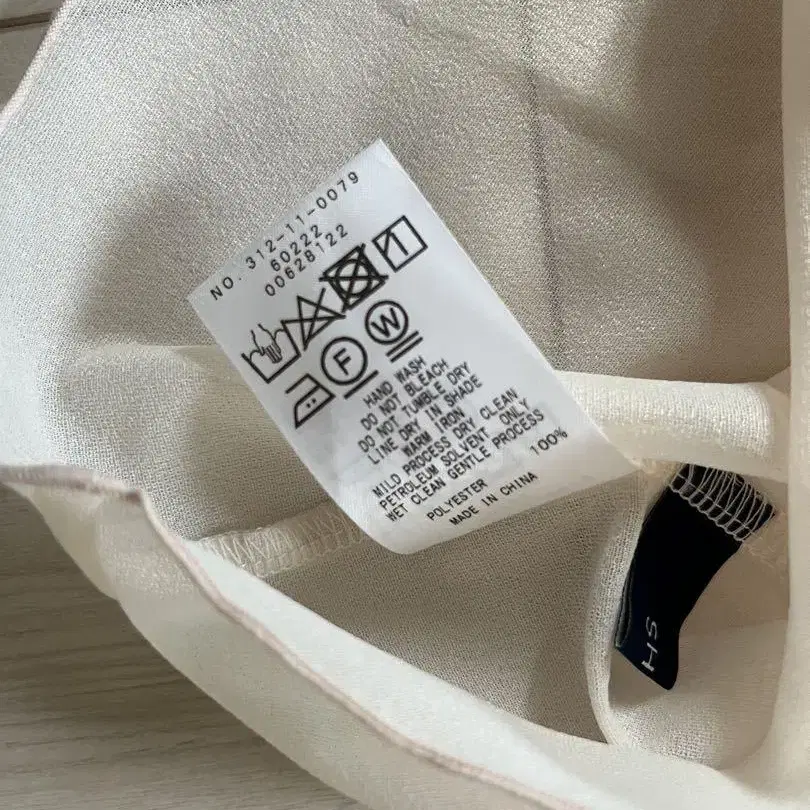 NO. 312-11-0079
60222
00628122
F W
HAND WASH
DO NOT BLEACH
DO NOT TUMBLE DRY
LINE DRY IN SHADE
WARM IRON
MILD PROCESS DRY CLEAN
PETROLEUM SOLVENT ONLY
WET CLEAN GENTLE PROCESS
POLYESTER 100%
MADE IN CHINA
HS